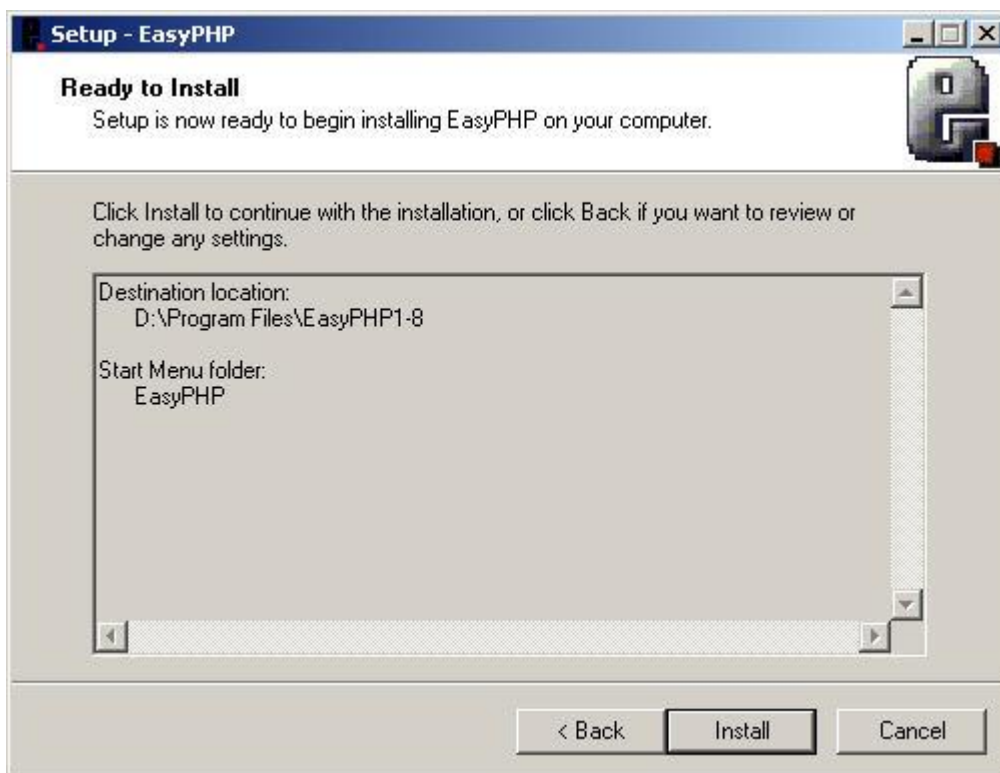 Setup - EasyPHP
Ready to Install
Setup is now ready to begin installing EasyPHP on your computer.
Click Install to continue with the installation, or click Back if you want to review or
change any settings.
Destination location:
D:\Program Files\EasyPHP1-8
Start Menu folder:
EasyPHP
< Back
Install
Cancel